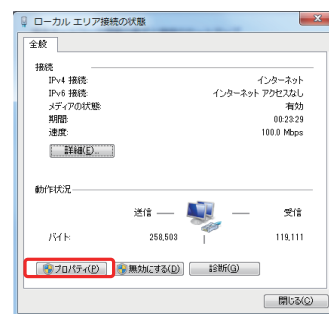 ローカル エリア接続の状態
全般
接続
IPv4 接続: インターネット
IPv6 接続: インターネット アクセスなし
メディアの状態: 有効
期間: 00:23:29
速度: 100.0 Mbps
詳細(E)...
動作状況
送信 — — 受信
バイト: 258,503 | 119,111
プロパティ(P) 無効にする(D) 診断(G)
閉じる(C)